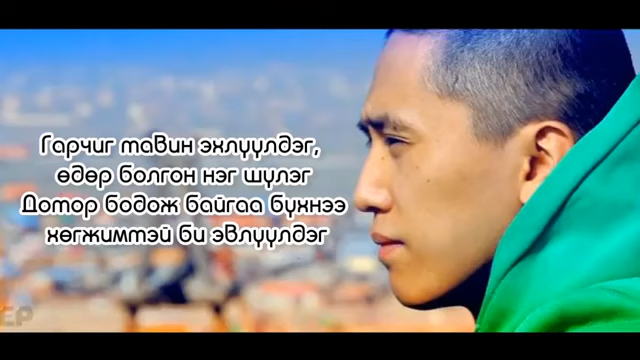 Гарчиг тавин эхлүүлдэг,
өдөр болгон нэг шүлэг
Дотор бодож байгаа бүхнээ
хөгжимтэй би эвлүүлдэг